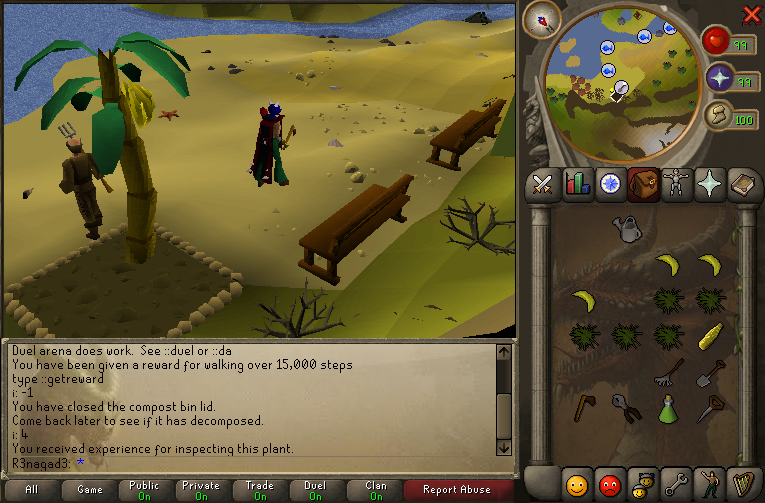 99
99
100
Duel arena does work. See ::duel or ::da
You have been given a reward for walking over 15,000 steps
type ::getreward
i: -1
You have closed the compost bin lid.
Come back later to see if it has decomposed.
i: 4
You received experience for inspecting this plant.
R3naqad3: *
All Game Public On Private On Trade On Duel On Clan On Report Abuse